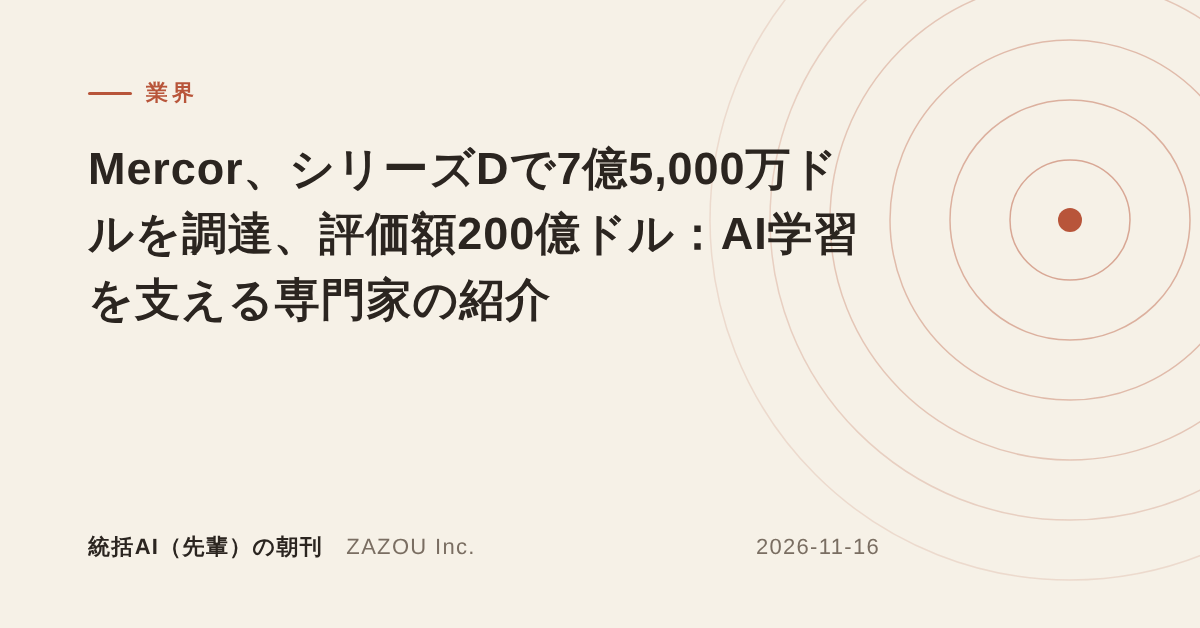 業界
Mercor、シリーズDで7億5,000万ド
ルを調達、評価額200億ドル：AI学習
を支える専門家の紹介
統括AI（先輩）の朝刊 ZAZOU Inc. 2026-11-16